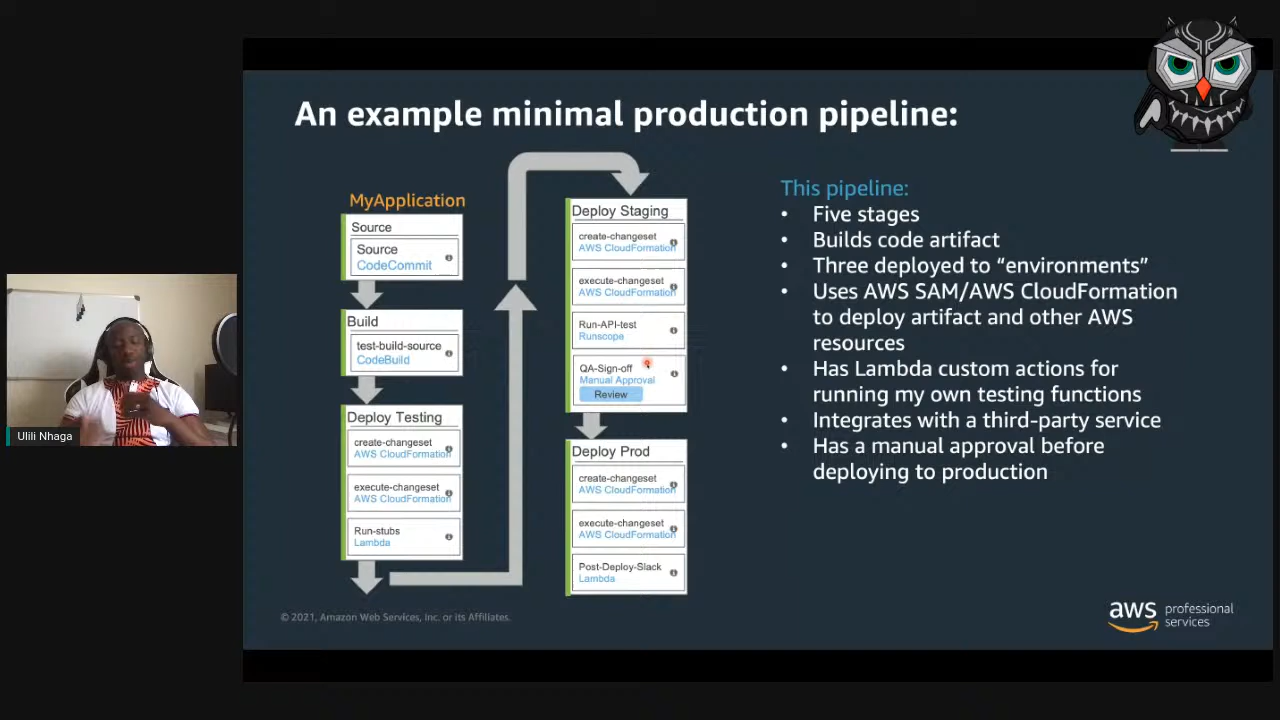 An example minimal production pipeline:
MyApplication
Source
Source
CodeCommit
Build
test-build-source
CodeBuild
Deploy Testing
create-changeset
AWS CloudFormation
execute-changeset
AWS CloudFormation
Run-stubs
Lambda
Deploy Staging
create-changeset
AWS CloudFormation
execute-changeset
AWS CloudFormation
Run-API-test
Runscope
QA-Sign-off
Manual Approval
Review
Deploy Prod
create-changeset
AWS CloudFormation
execute-changeset
AWS CloudFormation
Post-Deploy-Slack
Lambda
This pipeline:
• Five stages
• Builds code artifact
• Three deployed to “environments”
• Uses AWS SAM/AWS CloudFormation
to deploy artifact and other AWS
resources
• Has Lambda custom actions for
running my own testing functions
• Integrates with a third-party service
• Has a manual approval before
deploying to production
Ulili Nhaga
© 2021, Amazon Web Services, Inc. or its Affiliates.
aws professional
services